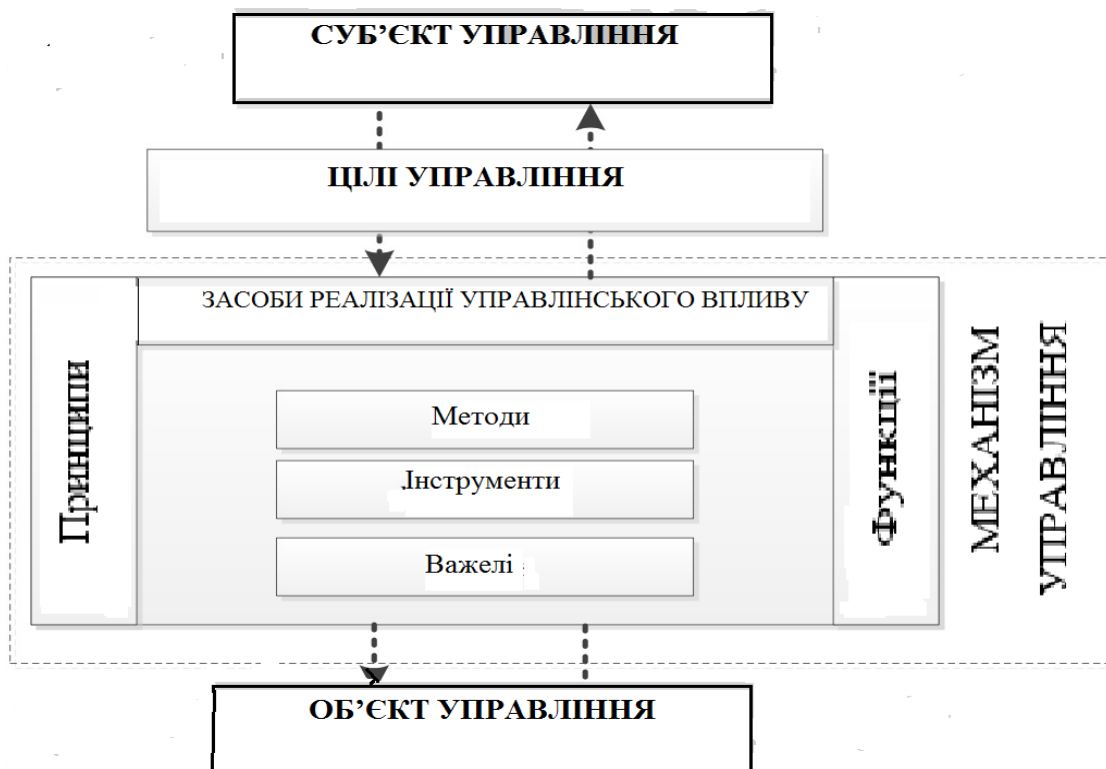 СУБ’ЄКТ УПРАВЛІННЯ
ЦІЛІ УПРАВЛІННЯ
ЗАСОБИ РЕАЛІЗАЦІЇ УПРАВЛІНСЬКОГО ВПЛИВУ
Принципи
Методи
Інструменти
Важелі
Функції
МЕХАНІЗМ
УПРАВЛІННЯ
ОБ’ЄКТ УПРАВЛІННЯ